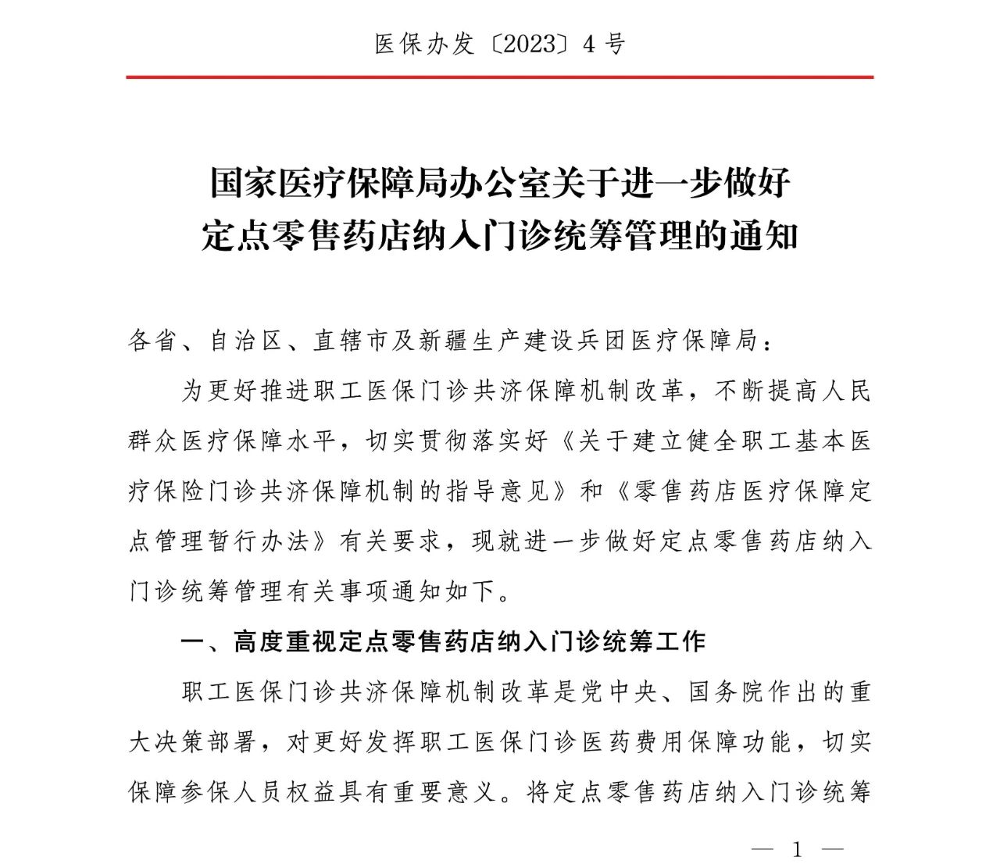 医保办发〔2023〕4 号
国家医疗保障局办公室关于进一步做好
定点零售药店纳入门诊统筹管理的通知
各省、自治区、直辖市及新疆生产建设兵团医疗保障局：
为更好推进职工医保门诊共济保障机制改革，不断提高人民
群众医疗保障水平，切实贯彻落实好《关于建立健全职工基本医
疗保险门诊共济保障机制的指导意见》和《零售药店医疗保障定
点管理暂行办法》有关要求，现就进一步做好定点零售药店纳入
门诊统筹管理有关事项通知如下。
一、高度重视定点零售药店纳入门诊统筹工作
职工医保门诊共济保障机制改革是党中央、国务院作出的重
大决策部署，对更好发挥职工医保门诊医药费用保障功能，切实
保障参保人员权益具有重要意义。将定点零售药店纳入门诊统筹
— 1 —